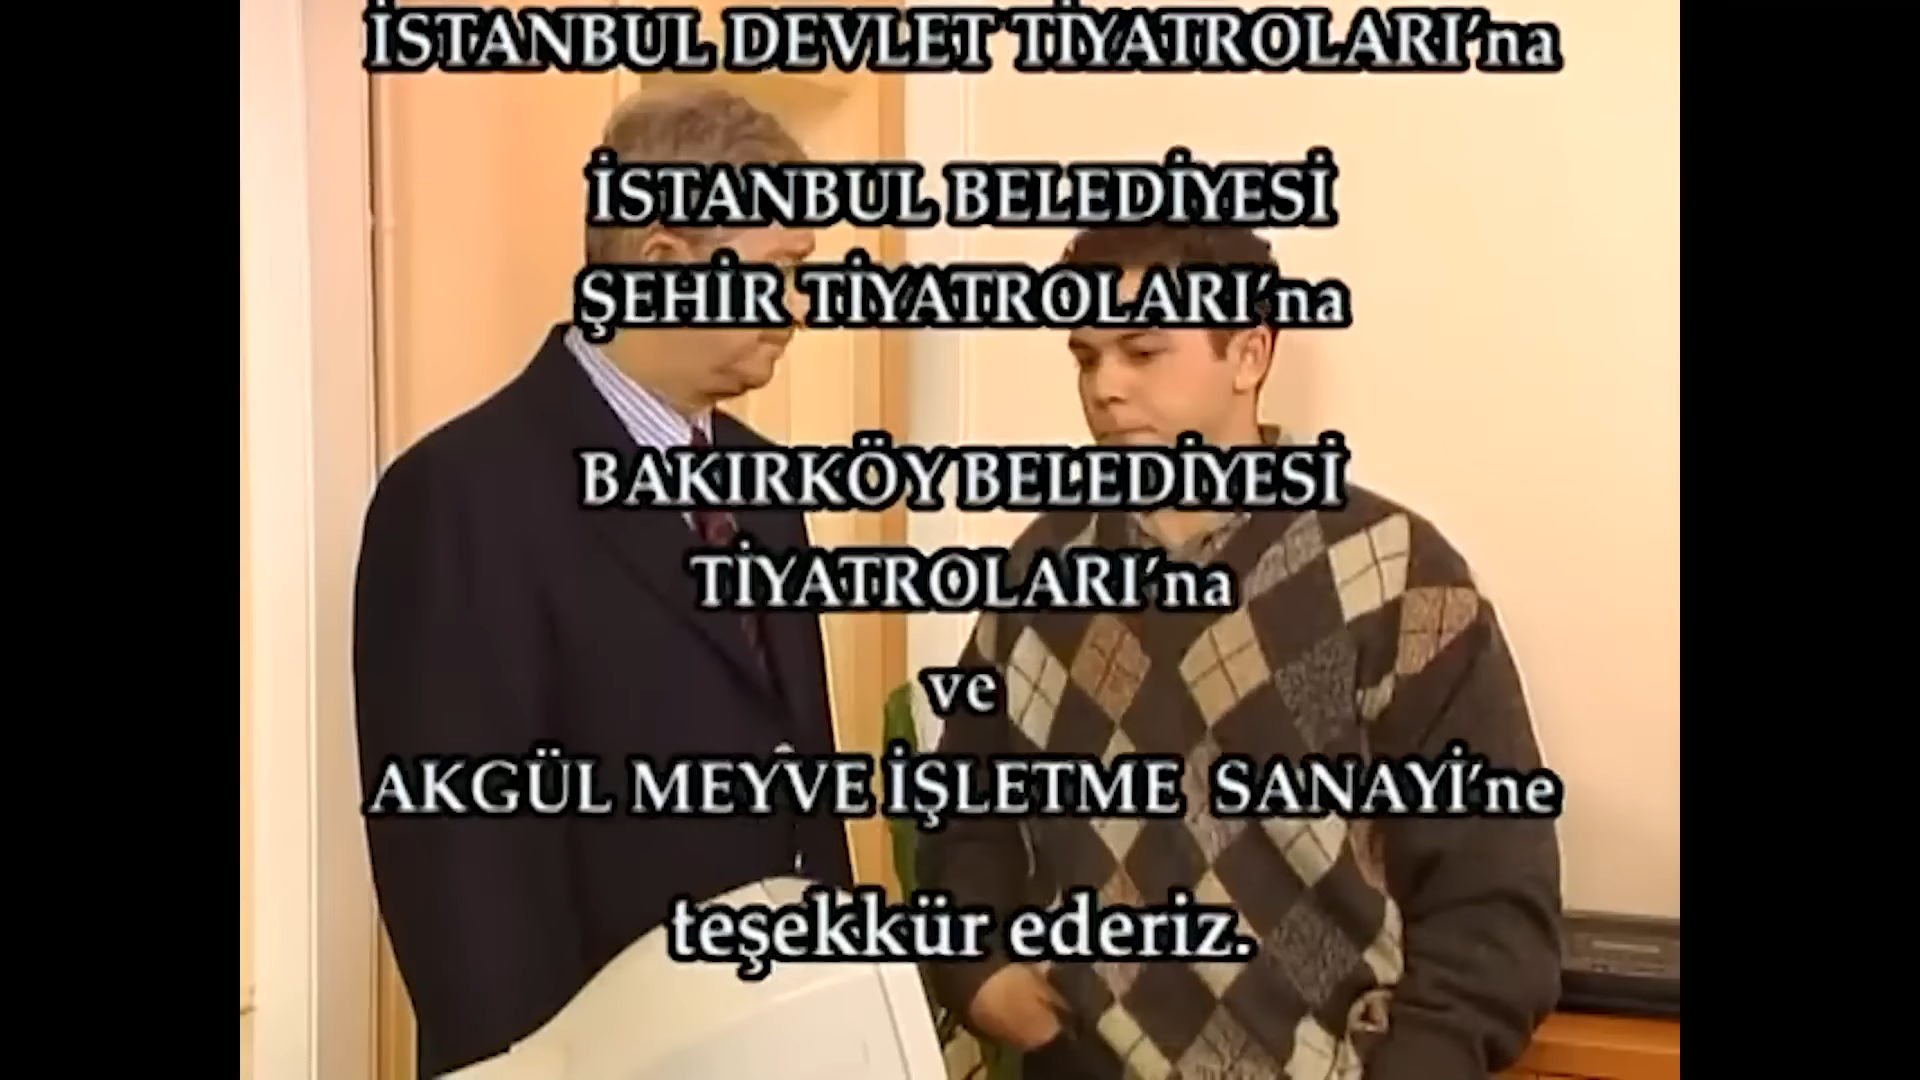 İSTANBUL DEVLET TİYATROLARI'na
İSTANBUL BELEDİYESİ
ŞEHİR TİYATROLARI'na
BAKIRKÖY BELEDİYESİ
TİYATROLARI'na
ve
AKGÜL MEYVE İŞLETME SANAYİ'ne
teşekkür ederiz.